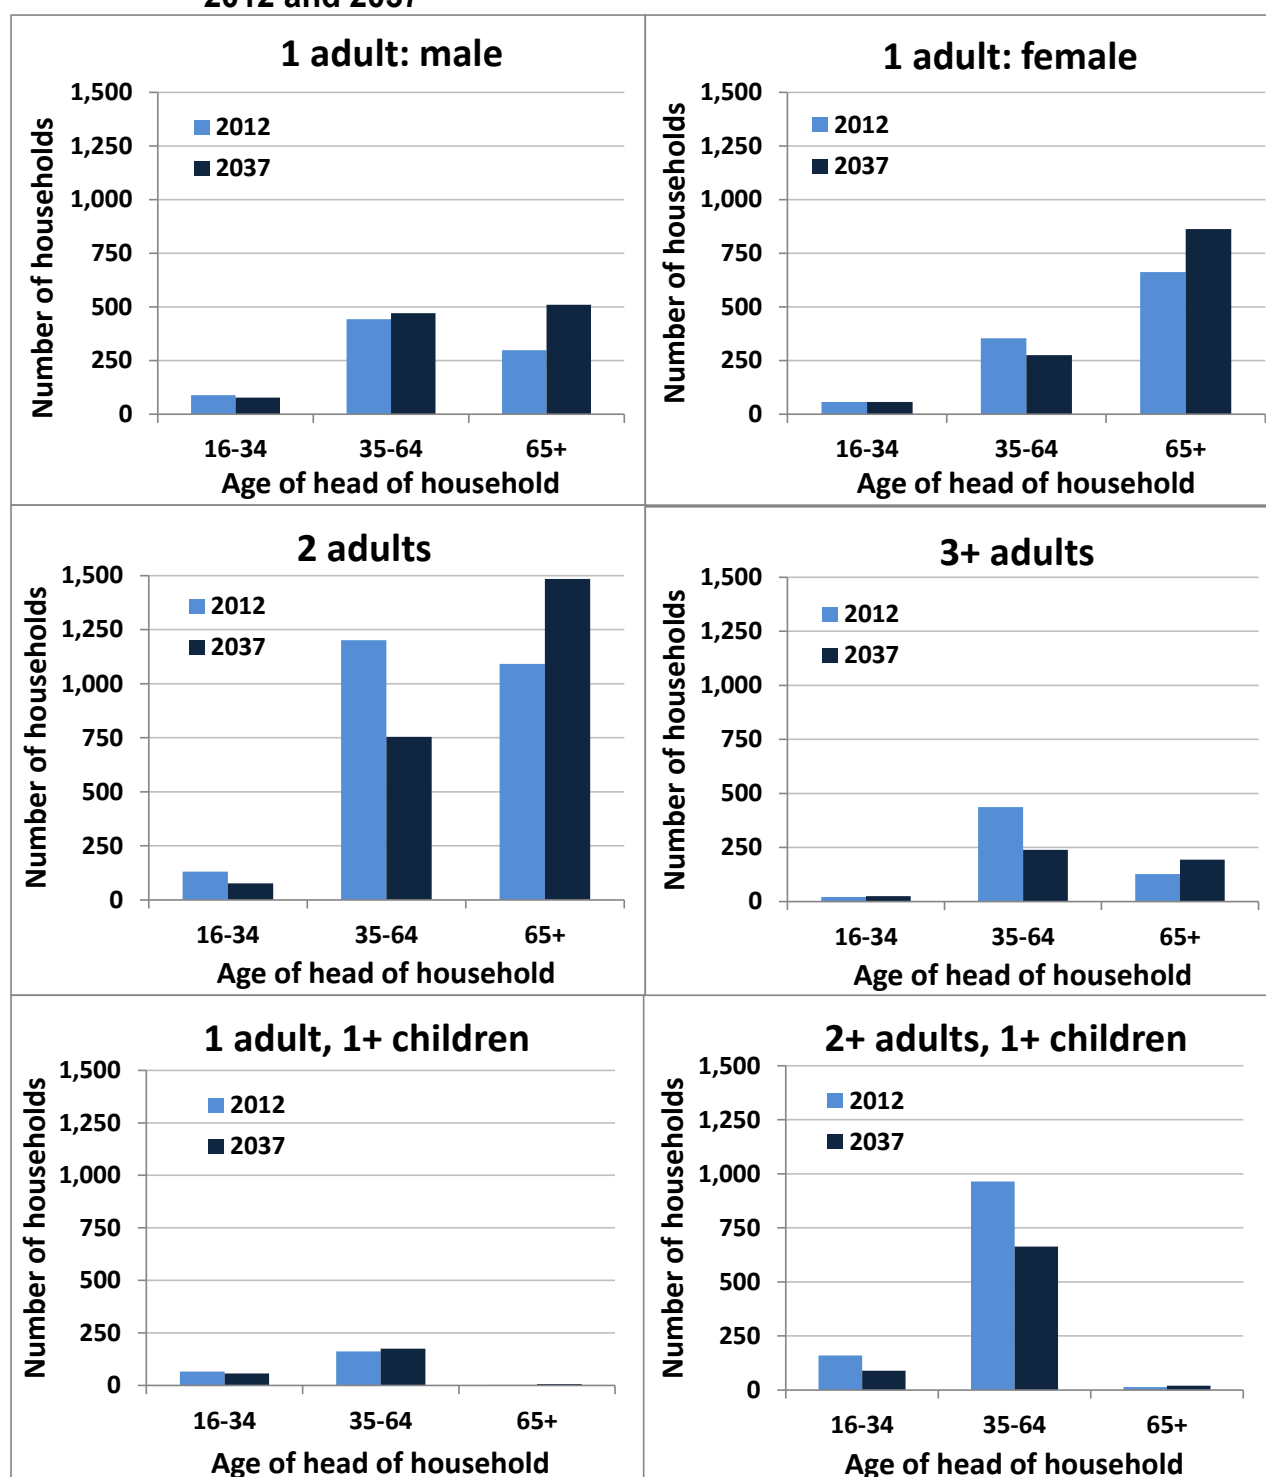 2012 and 2037
1 adult: male
Number of households
1,500
1,250
1,000
750
500
250
0
2012
2037
16-34 35-64 65+
Age of head of household
1 adult: female
Number of households
1,500
1,250
1,000
750
500
250
0
2012
2037
16-34 35-64 65+
Age of head of household
2 adults
Number of households
1,500
1,250
1,000
750
500
250
0
2012
2037
16-34 35-64 65+
Age of head of household
3+ adults
Number of households
1,500
1,250
1,000
750
500
250
0
2012
2037
16-34 35-64 65+
Age of head of household
1 adult, 1+ children
Number of households
1,500
1,250
1,000
750
500
250
0
2012
2037
16-34 35-64 65+
Age of head of household
2+ adults, 1+ children
Number of households
1,500
1,250
1,000
750
500
250
0
2012
2037
16-34 35-64 65+
Age of head of household